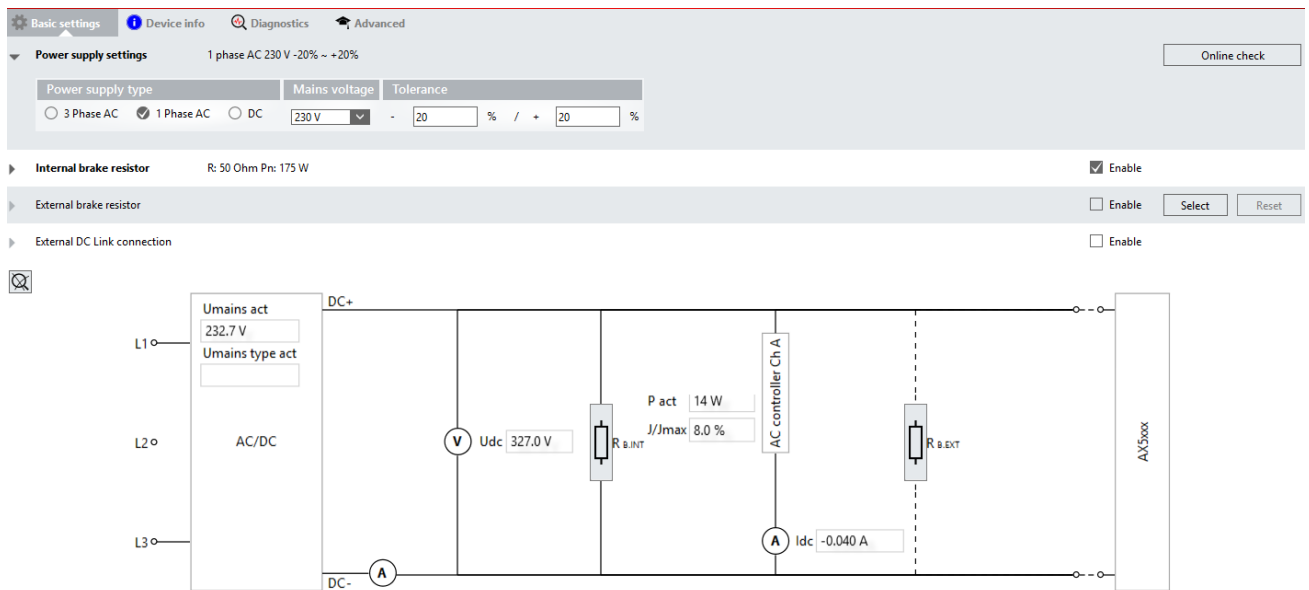 Basic settings Device info Diagnostics Advanced
Power supply settings 1 phase AC 230 V -20% ~ +20% Online check
Power supply type Mains voltage Tolerance
3 Phase AC 1 Phase AC DC 230 V - 20 % / + 20 %
Internal brake resistor R: 50 Ohm Pn: 175 W Enable
External brake resistor Enable Select Reset
External DC Link connection Enable
DC+
Umains act
232.7 V
L1
Umains type act
AC controller Ch A
P act 14 W
J/Jmax 8.0 %
L2 AC/DC V Udc 327.0 V R B.INT R B.EXT AX5xxx
L3 A Idc -0.040 A
A
DC-